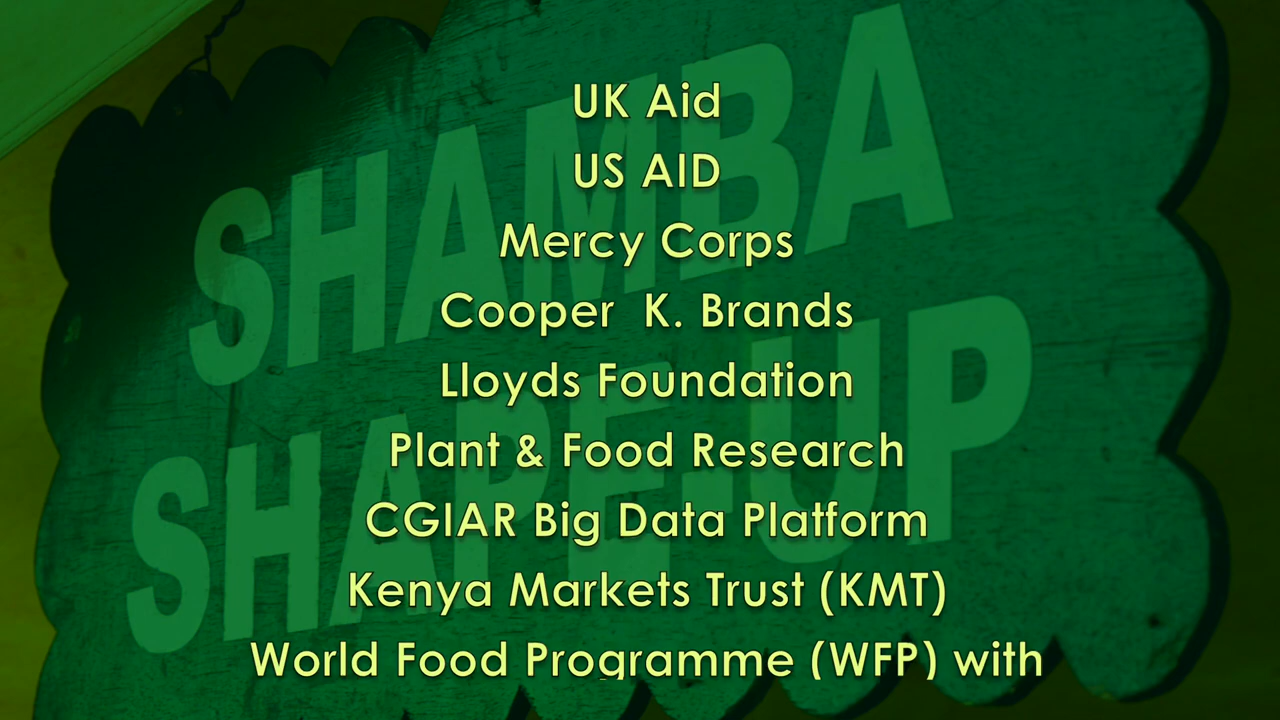 SHAMBA
SHAPE-UP
UK Aid
US AID
Mercy Corps
Cooper  K. Brands
Lloyds Foundation
Plant & Food Research
CGIAR Big Data Platform
Kenya Markets Trust (KMT)
World Food Programme (WFP) with